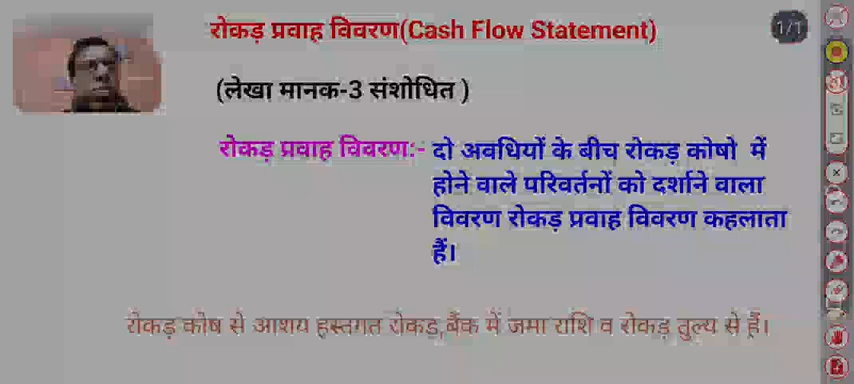 रोकड़ प्रवाह विवरण(Cash Flow Statement)
1/1
(लेखा मानक-3 संशोधित )
रोकड़ प्रवाह विवरण:- दो अवधियों के बीच रोकड़ कोषो में
होने वाले परिवर्तनों को दर्शाने वाला
विवरण रोकड़ प्रवाह विवरण कहलाता
हैं।
रोकड़ कोष से आशय हस्तगत रोकड़,बैंक में जमा राशि व रोकड़ तुल्य से हैं।